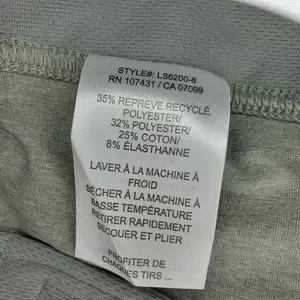 STYLE#: LS6200-8
RN 107431 / CA 07099
35% REPREVE RECYCLÉ
POLYESTER/
32% POLYESTER/
25% COTON/
8% ÉLASTHANNE
LAVER À LA MACHINE À
FROID
SÉCHER À LA MACHINE À
BASSE TEMPÉRATURE
RETIRER RAPIDEMENT
SECOUER ET PLIER
PROFITER DE
CHAQUES TIRS ...